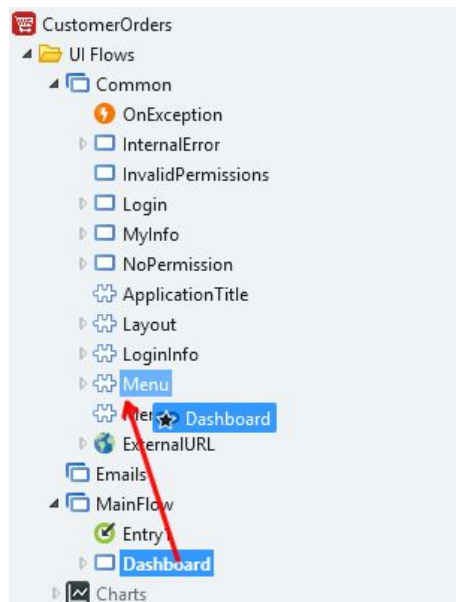 CustomerOrders
UI Flows
Common
OnException
InternalError
InvalidPermissions
Login
MyInfo
NoPermission
ApplicationTitle
Layout
LoginInfo
Menu
Dashboard
ExternalURL
Emails
MainFlow
Entry1
Dashboard
Charts